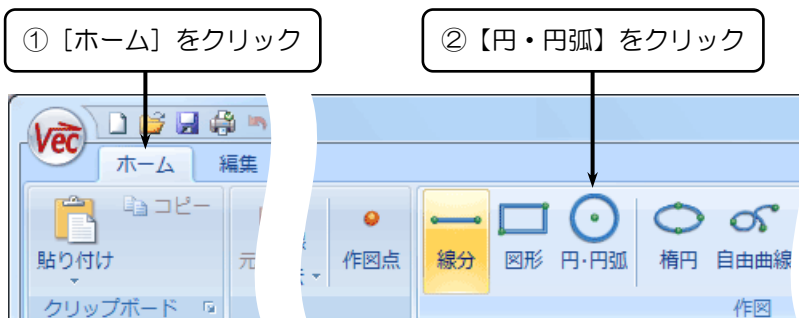 ① [ホーム] をクリック
② 【円・円弧】をクリック
Vec
ホーム 編集
コピー
貼り付け 元 作図点 線分 図形 円・円弧 楕円 自由曲線
クリップボード 作図